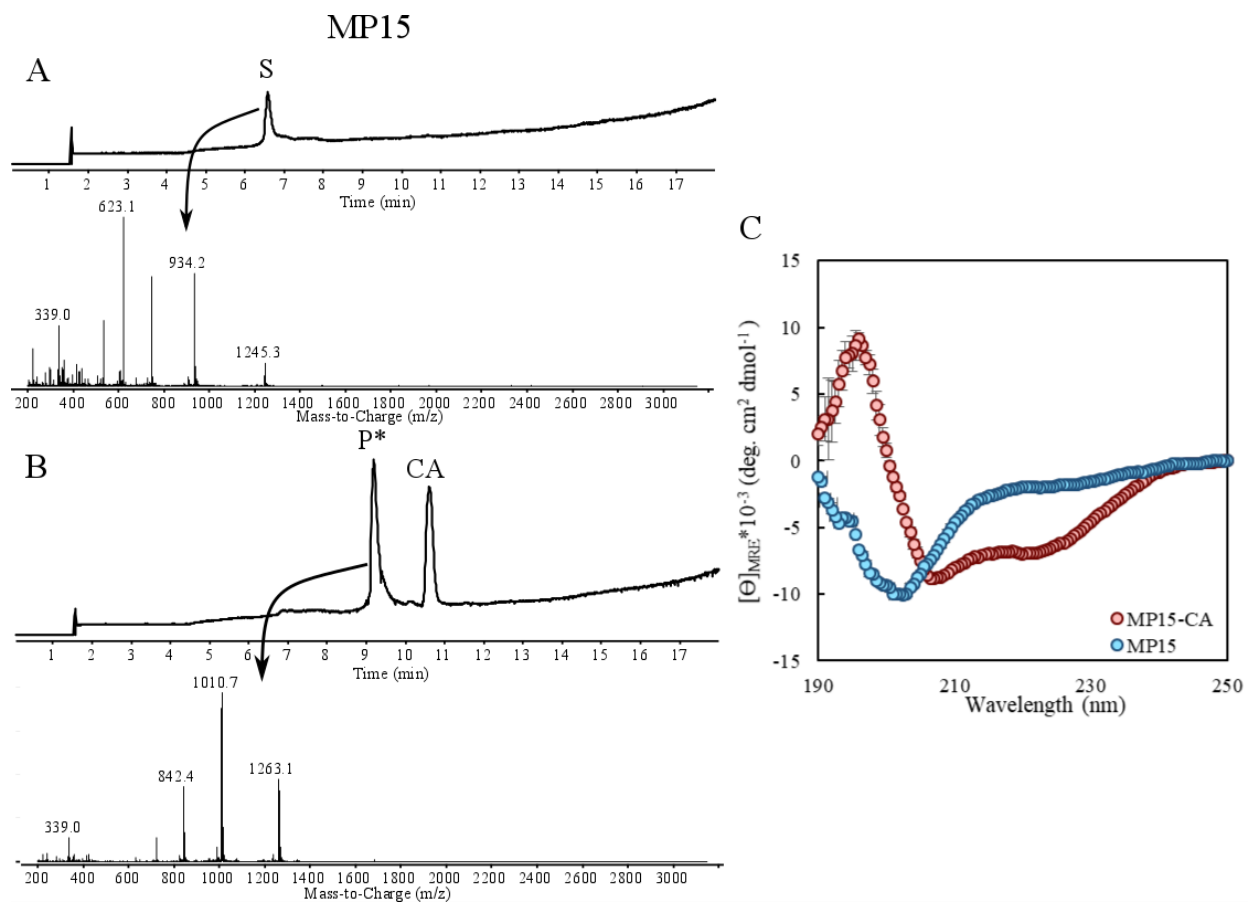 MP15
A
S
1 2 3 4 5 6 7 8 9 10 11 12 13 14 15 16 17
Time (min)
623.1
934.2
339.0
1245.3
200 400 600 800 1000 1200 1400 1600 1800 2000 2200 2400 2600 2800 3000
Mass-to-Charge (m/z)
B
P*
CA
1 2 3 4 5 6 7 8 9 10 11 12 13 14 15 16 17
Time (min)
1010.7
842.4
1263.1
339.0
200 400 600 800 1000 1200 1400 1600 1800 2000 2200 2400 2600 2800 3000
Mass-to-Charge (m/z)
C
15
10
5
0
-5
-10
-15
[Θ]MRE*10⁻³ (deg. cm² dmol⁻¹)
MP15-CA
MP15
190 210 230 250
Wavelength (nm)